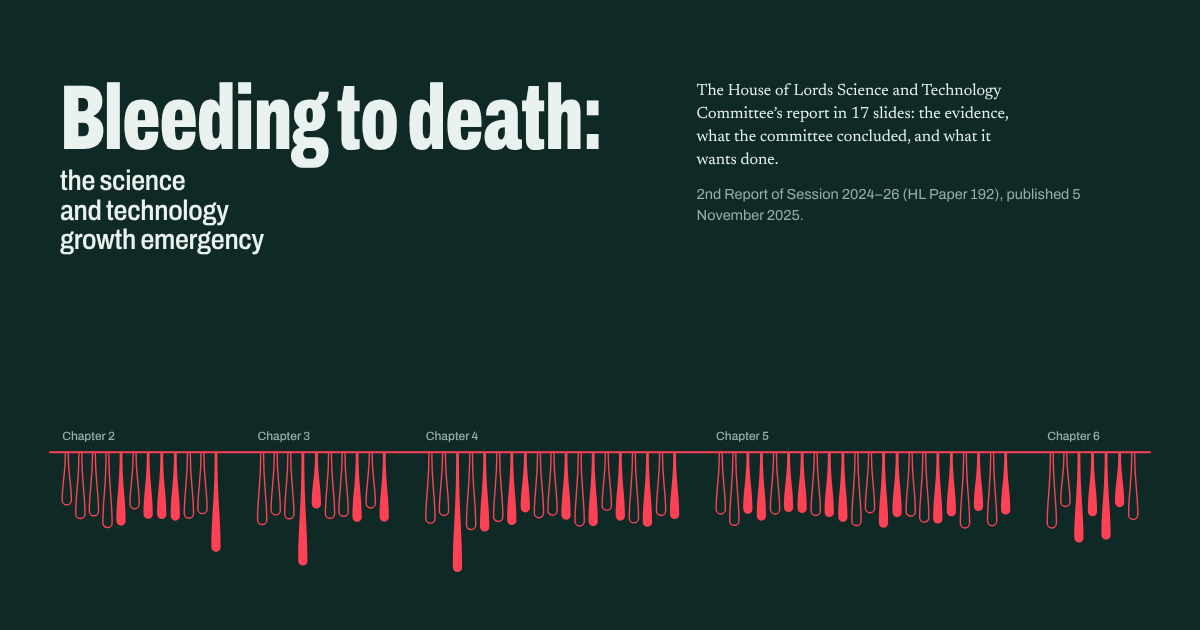 Bleeding to death:
the science
and technology
growth emergency
The House of Lords Science and Technology
Committee’s report in 17 slides: the evidence,
what the committee concluded, and what it
wants done.
2nd Report of Session 2024–26 (HL Paper 192), published 5
November 2025.
Chapter 2
Chapter 3
Chapter 4
Chapter 5
Chapter 6